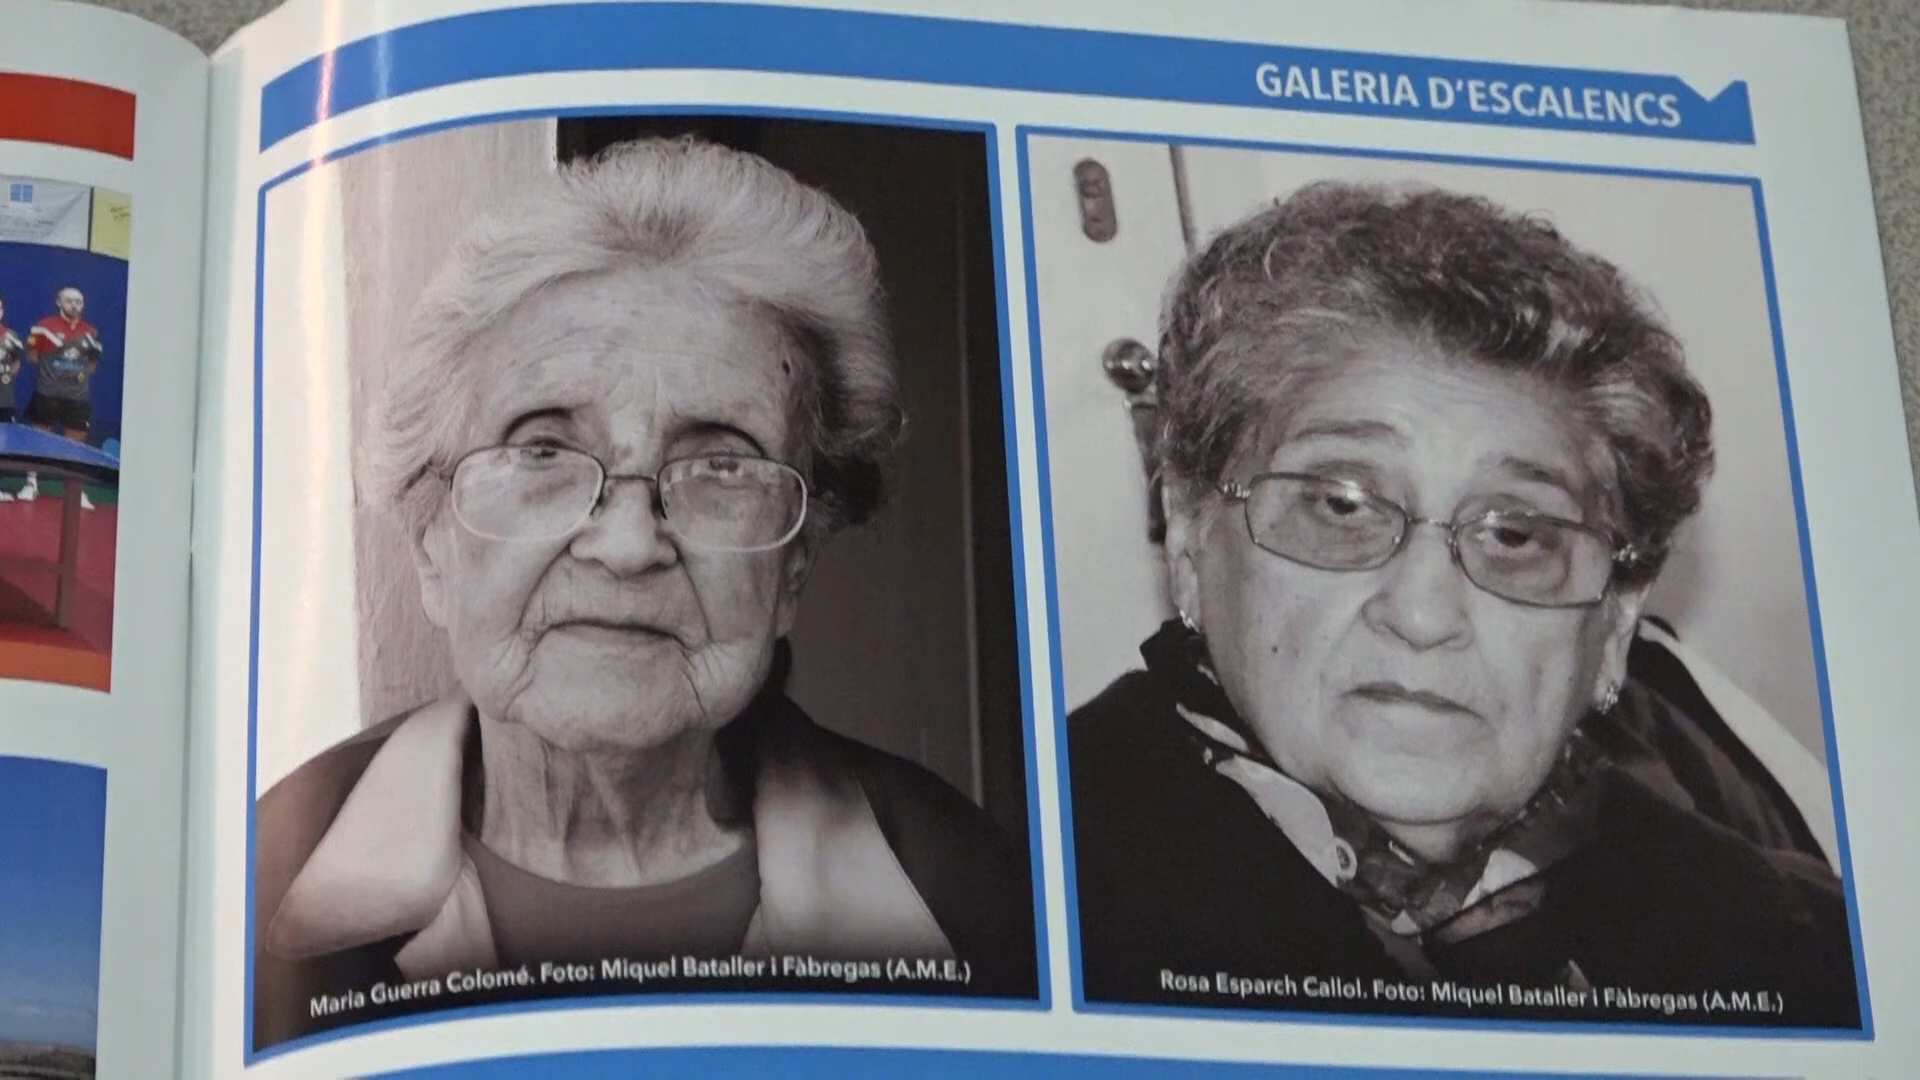 GALERIA D'ESCALENCS
Maria Guerra Colomé. Foto: Miquel Bataller i Fàbregas (A.M.E.)
Rosa Esparch Callol. Foto: Miquel Bataller i Fàbregas (A.M.E.)